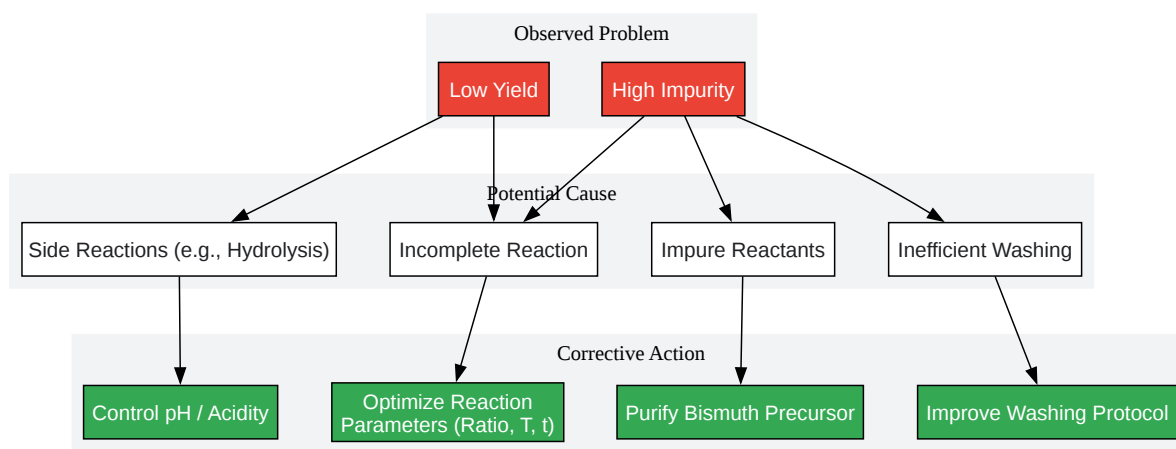 Observed Problem
Low Yield
High Impurity
Potential Cause
Side Reactions (e.g., Hydrolysis)
Incomplete Reaction
Impure Reactants
Inefficient Washing
Corrective Action
Control pH / Acidity
Optimize Reaction
Parameters (Ratio, T, t)
Purify Bismuth Precursor
Improve Washing Protocol